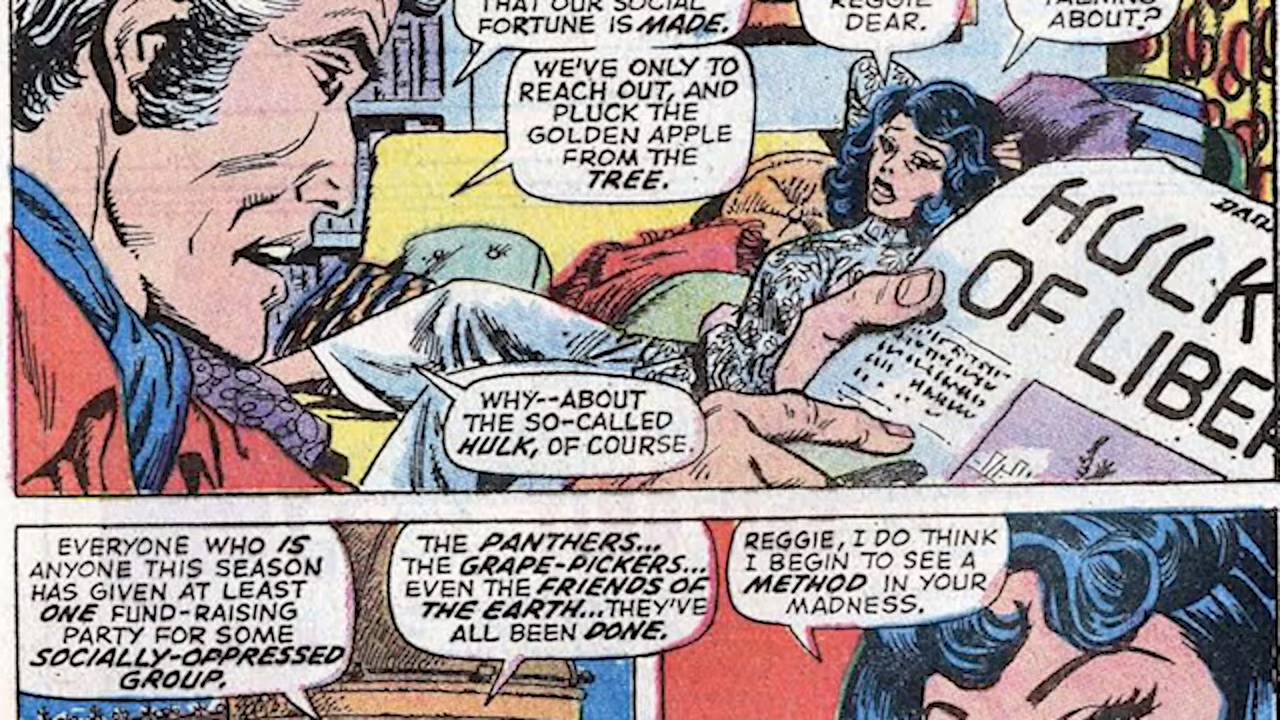 THAT OUR SOCIAL
FORTUNE IS MADE.
REGGIE
DEAR.
TALKING
ABOUT?
WE'VE ONLY TO
REACH OUT, AND
PLUCK THE
GOLDEN APPLE
FROM THE
TREE.
HULK
OF LIBE
WHY--ABOUT
THE SO-CALLED
HULK, OF COURSE.
EVERYONE WHO IS
ANYONE THIS SEASON
HAS GIVEN AT LEAST
ONE FUND-RAISING
PARTY FOR SOME
SOCIALLY-OPPRESSED
GROUP.
THE PANTHERS...
THE GRAPE-PICKERS...
EVEN THE FRIENDS OF
THE EARTH...THEY'VE
ALL BEEN DONE.
REGGIE, I DO THINK
I BEGIN TO SEE A
METHOD IN YOUR
MADNESS.